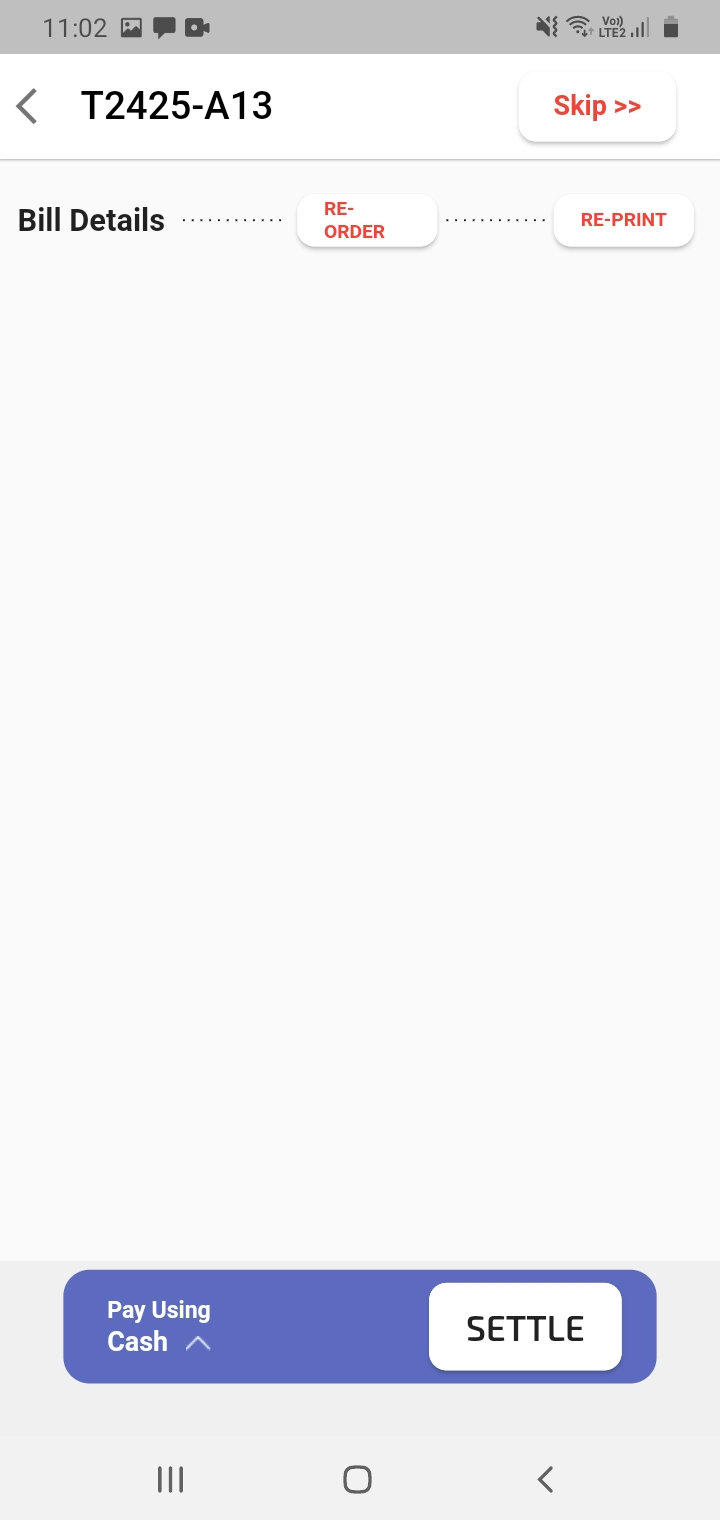 11:02
Vo))
LTE2
T2425-A13
Skip >>
Bill Details
RE-
ORDER
RE-PRINT
Pay Using
Cash
SETTLE